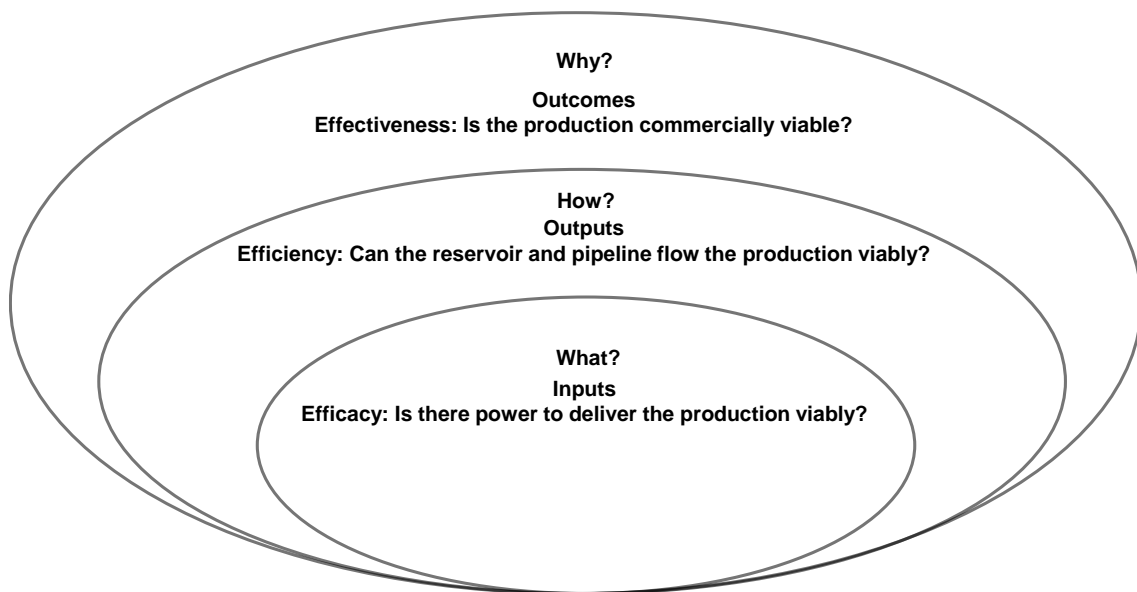 Why?
Outcomes
Effectiveness: Is the production commercially viable?
How?
Outputs
Efficiency: Can the reservoir and pipeline flow the production viably?
What?
Inputs
Efficacy: Is there power to deliver the production viably?